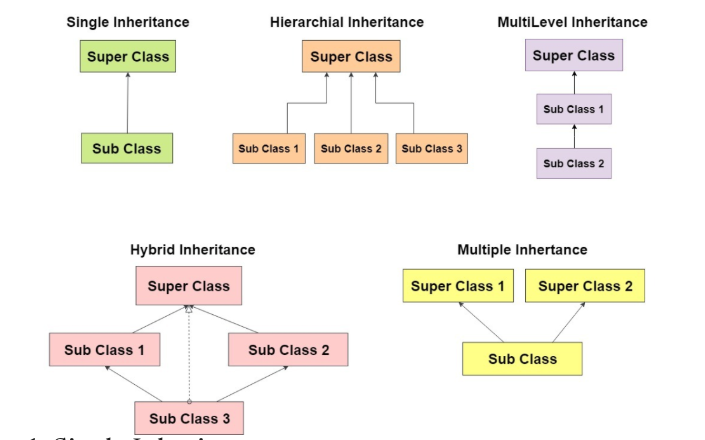 Single Inheritance
Super Class
Sub Class
Hierarchial Inheritance
Super Class
Sub Class 1
Sub Class 2
Sub Class 3
MultiLevel Inheritance
Super Class
Sub Class 1
Sub Class 2
Hybrid Inheritance
Super Class
Sub Class 1
Sub Class 2
Sub Class 3
Multiple Inhertance
Super Class 1
Super Class 2
Sub Class